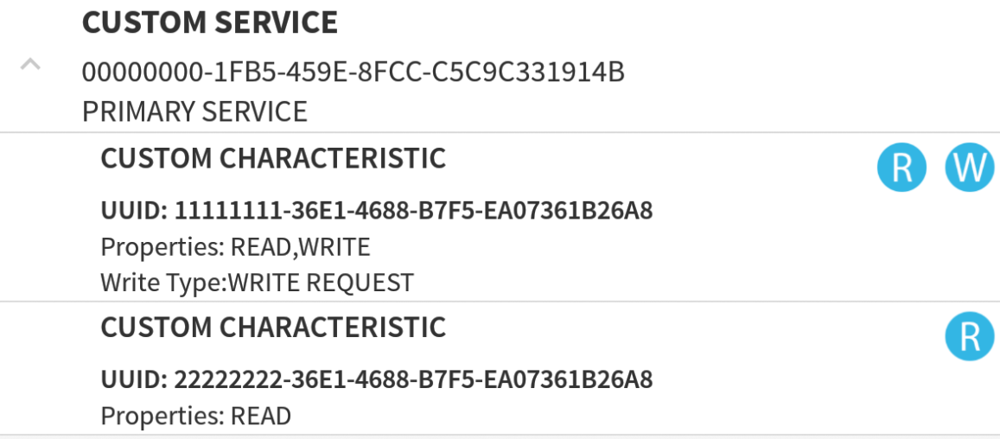 CUSTOM SERVICE
00000000-1FB5-459E-8FCC-C5C9C331914B
PRIMARY SERVICE
CUSTOM CHARACTERISTIC
R W
UUID: 11111111-36E1-4688-B7F5-EA07361B26A8
Properties: READ,WRITE
Write Type:WRITE REQUEST
CUSTOM CHARACTERISTIC
R
UUID: 22222222-36E1-4688-B7F5-EA07361B26A8
Properties: READ